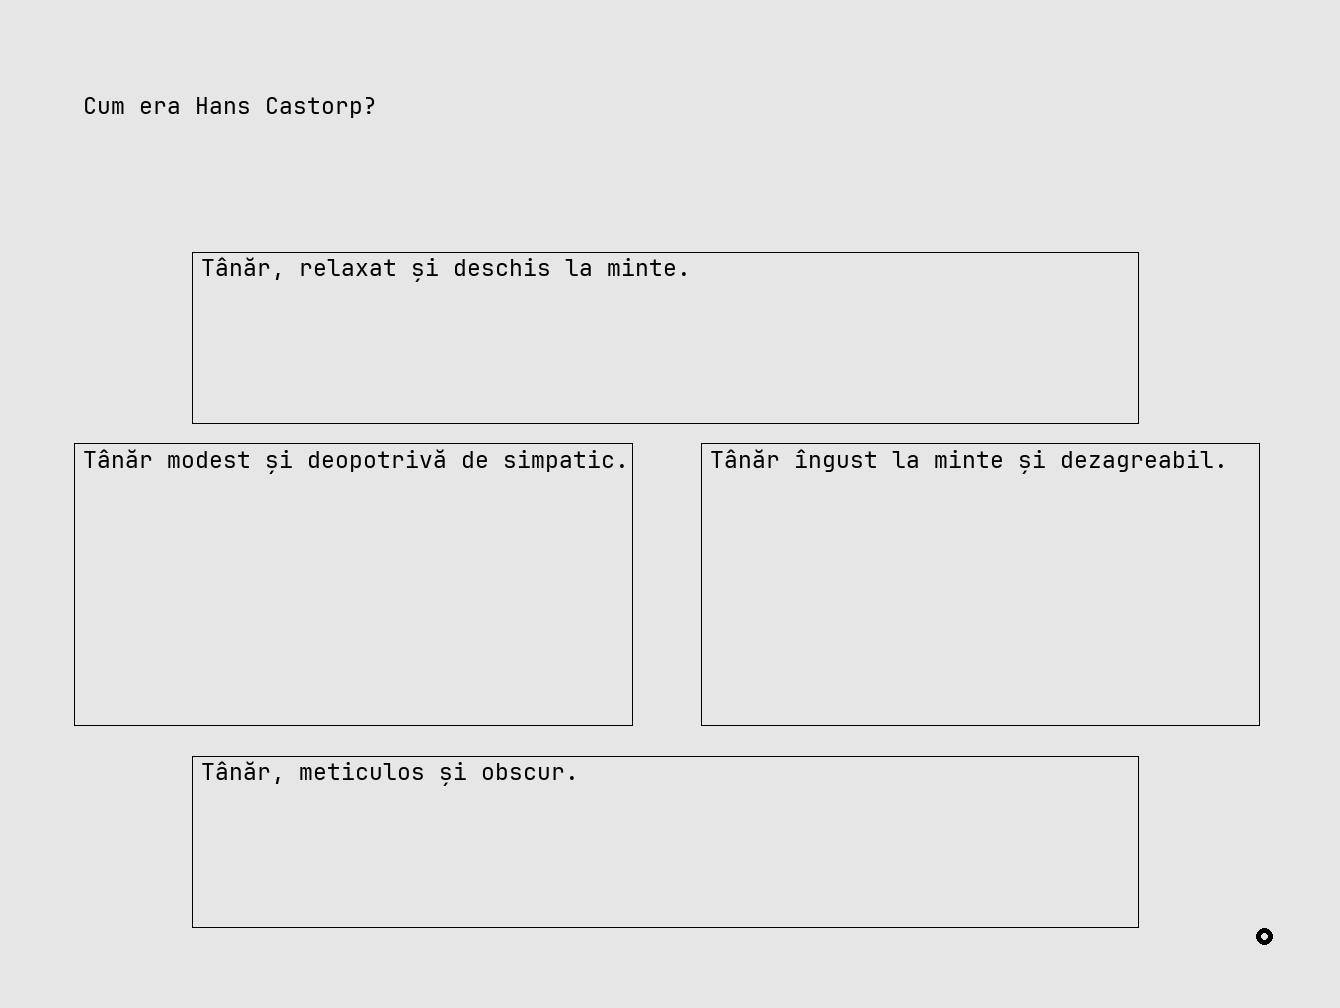 Cum era Hans Castorp?
Tânăr, relaxat și deschis la minte.
Tânăr modest și deopotrivă de simpatic.
Tânăr îngust la minte și dezagreabil.
Tânăr, meticulos și obscur.